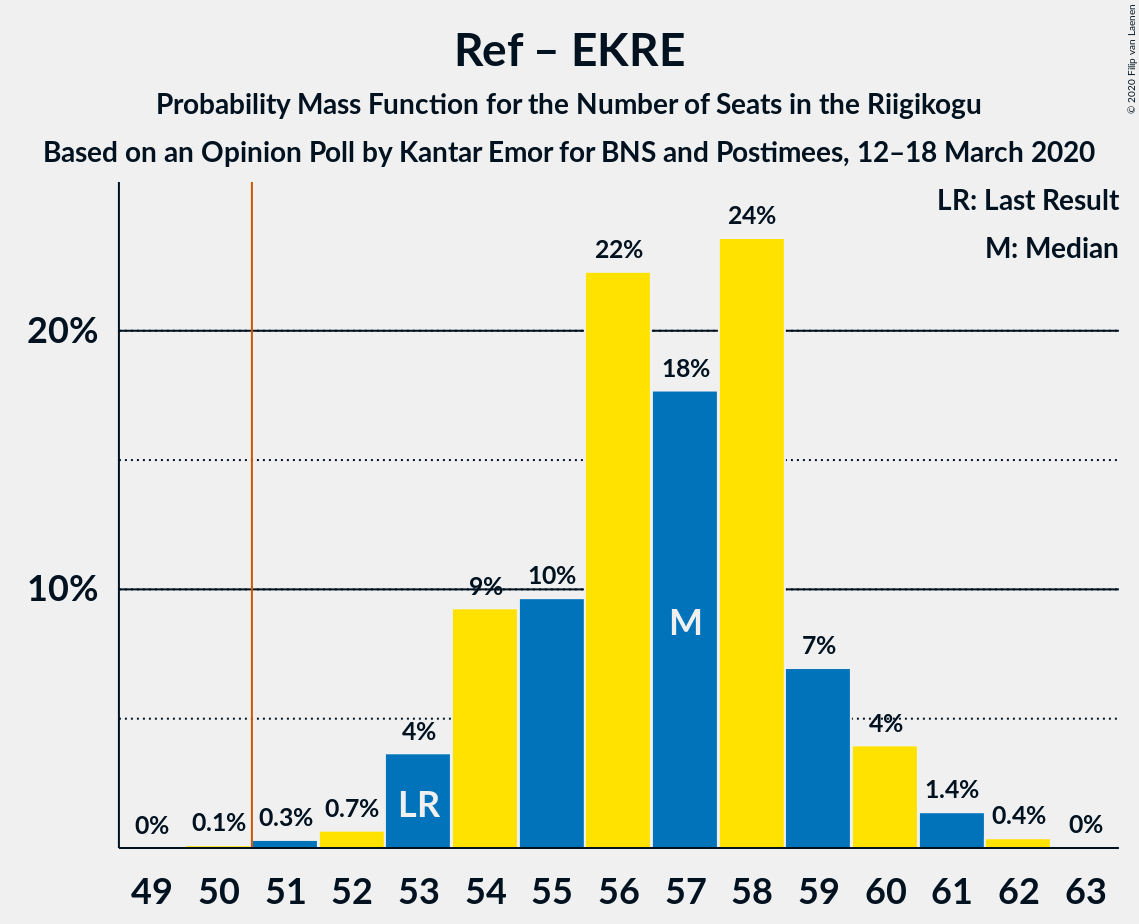 Ref – EKRE
Probability Mass Function for the Number of Seats in the Riigikogu
Based on an Opinion Poll by Kantar Emor for BNS and Postimees, 12–18 March 2020
© 2020 Filip van Laenen
LR: Last Result
M: Median
20%
10%
0%
0.1%
0.3%
0.7%
4%
9%
10%
22%
18%
24%
7%
4%
1.4%
0.4%
0%
LR
M
49 50 51 52 53 54 55 56 57 58 59 60 61 62 63